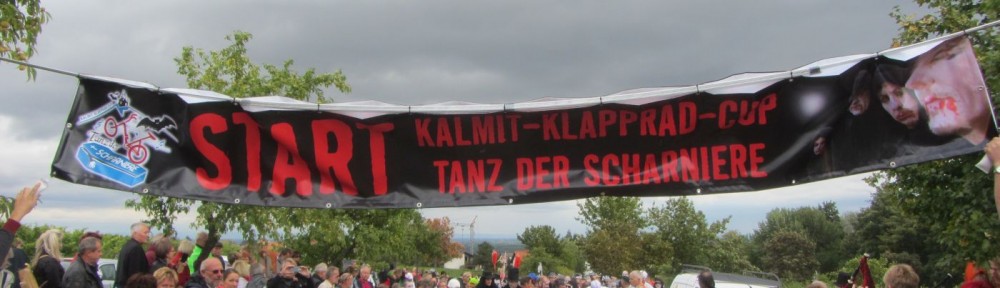 START
KALMIT-KLAPPRAD-CUP
TANZ DER SCHARNIERE